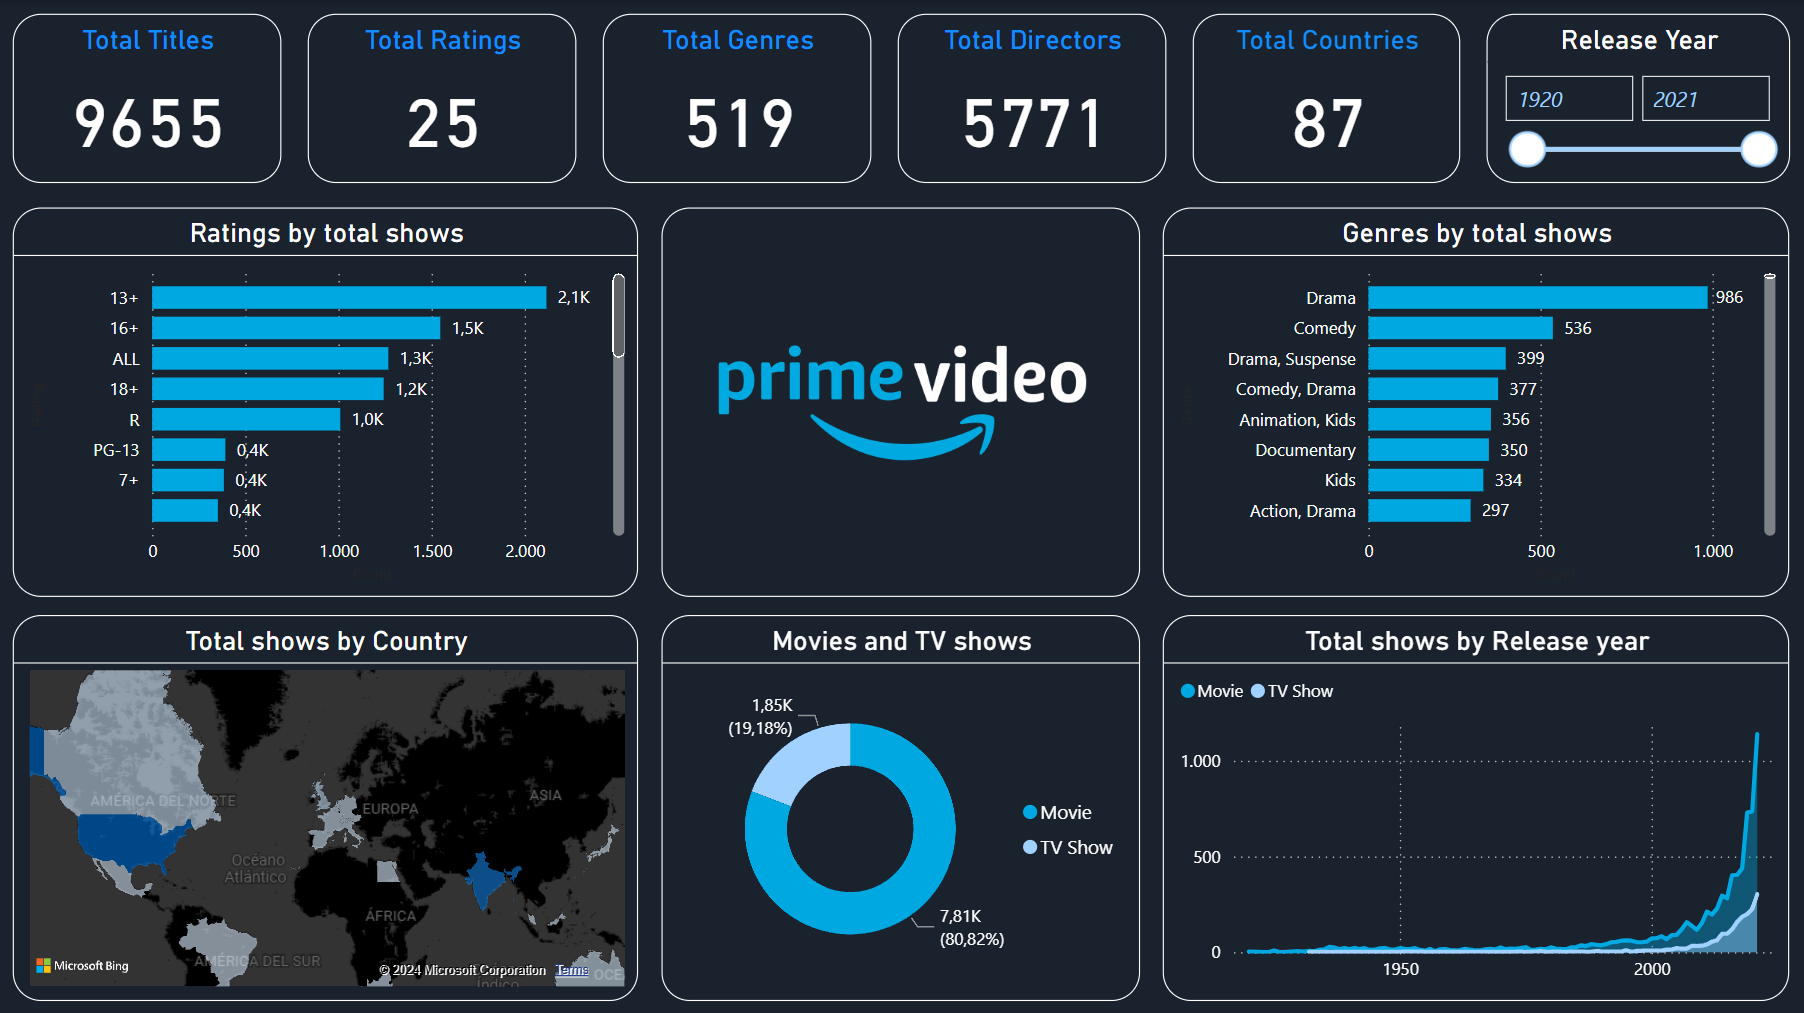 Total Titles
9655
Total Ratings
25
Total Genres
519
Total Directors
5771
Total Countries
87
Release Year
1920
2021
Ratings by total shows
13+
2,1K
16+
1,5K
ALL
1,3K
18+
1,2K
R
1,0K
PG-13
0,4K
7+
0,4K
0,4K
0
500
1.000
1.500
2.000
prime video
Genres by total shows
Drama
986
Comedy
536
Drama, Suspense
399
Comedy, Drama
377
Animation, Kids
356
Documentary
350
Kids
334
Action, Drama
297
0
500
1.000
Total shows by Country
AMÉRICA DEL NORTE
EUROPA
ASIA
Océano
Atlántico
ÁFRICA
AMÉRICA DEL SUR
Microsoft Bing
© 2024 Microsoft Corporation Terms
OCE
Índico
Movies and TV shows
1,85K
(19,18%)
Movie
TV Show
7,81K
(80,82%)
Total shows by Release year
Movie TV Show
1.000
500
0
1950
2000